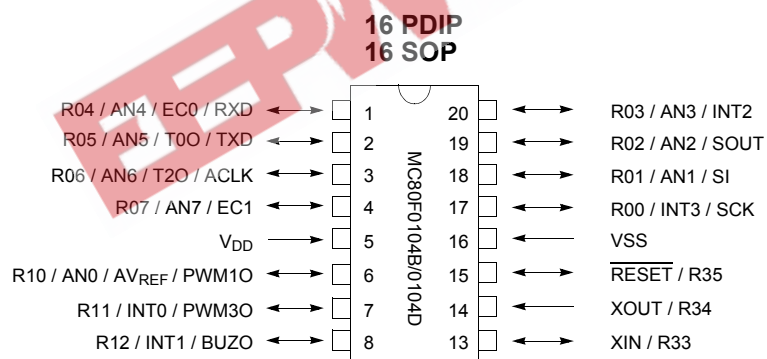 16 PDIP
16 SOP
R04 / AN4 / EC0 / RXD 1 20 R03 / AN3 / INT2
R05 / AN5 / T0O / TXD 2 19 R02 / AN2 / SOUT
R06 / AN6 / T2O / ACLK 3 18 R01 / AN1 / SI
R07 / AN7 / EC1 4 17 R00 / INT3 / SCK
VDD 5 16 VSS
R10 / AN0 / AVREF / PWM1O 6 15 RESET / R35
R11 / INT0 / PWM3O 7 14 XOUT / R34
R12 / INT1 / BUZO 8 13 XIN / R33
MC80F0104B/0104D